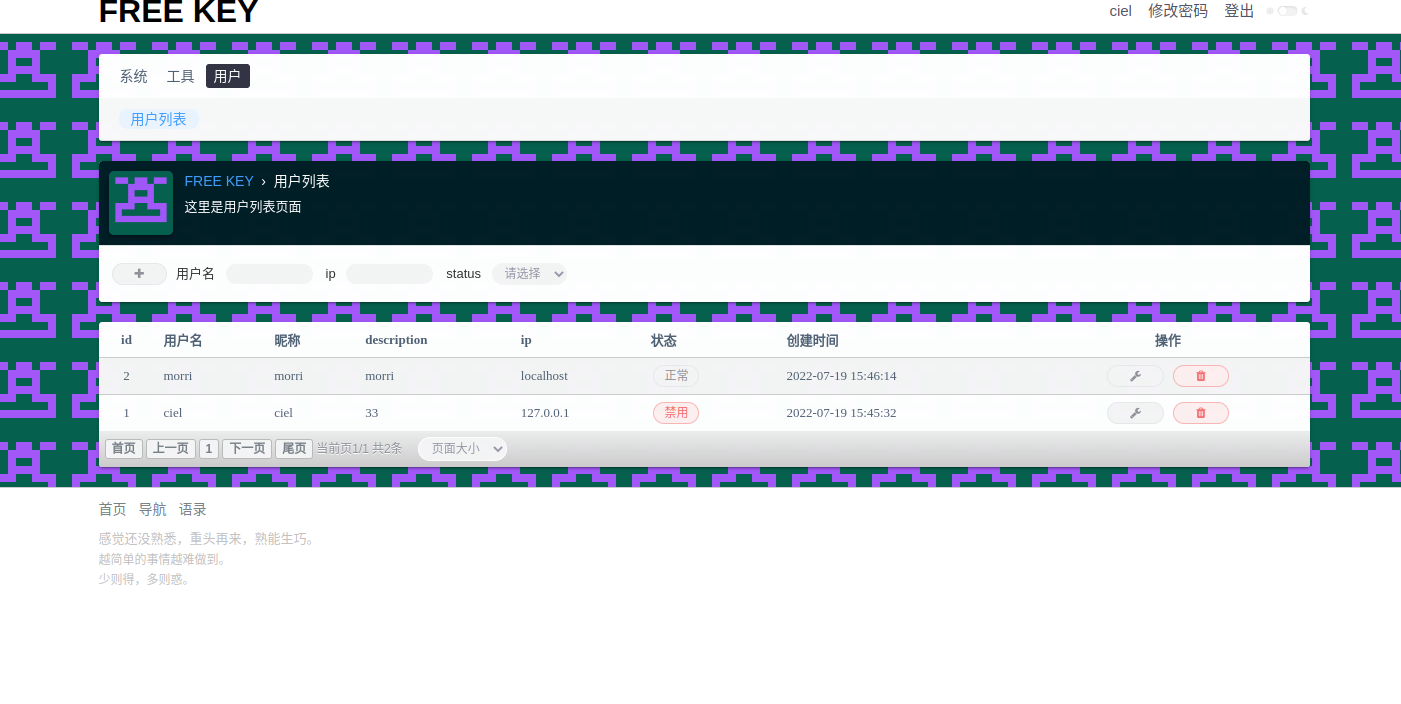 FREE KEY
ciel 修改密码 登出
系统 工具 用户
用户列表
FREE KEY › 用户列表
这里是用户列表页面
用户名 ip status 请选择
id 用户名 昵称 description ip 状态 创建时间 操作
2 morri morri morri localhost 正常 2022-07-19 15:46:14
1 ciel ciel 33 127.0.0.1 禁用 2022-07-19 15:45:32
首页 上一页 1 下一页 尾页 当前页1/1 共2条 页面大小
首页 导航 语录
感觉还没熟悉，重头再来，熟能生巧。
越简单的事情越难做到。
少则得，多则惑。